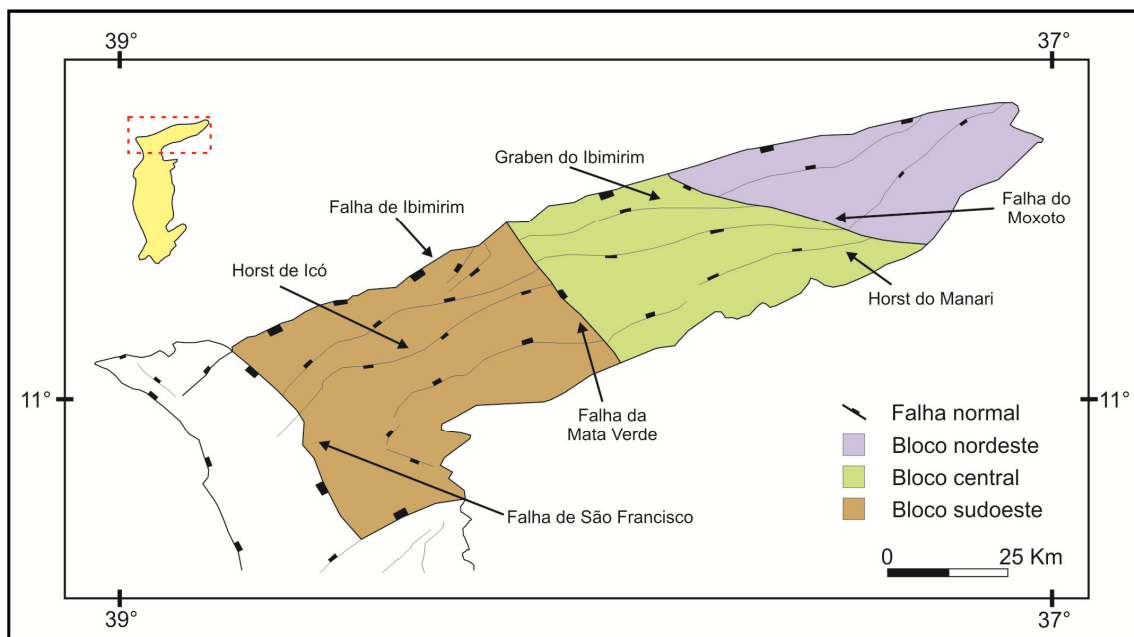 39°
37°
Graben do Ibimirim
Falha de Ibimirim
Falha do
Moxoto
Horst de Icó
Horst do Manari
11°
11°
Falha da
Mata Verde
Falha normal
Bloco nordeste
Bloco central
Bloco sudoeste
Falha de São Francisco
0
25 Km
39°
37°